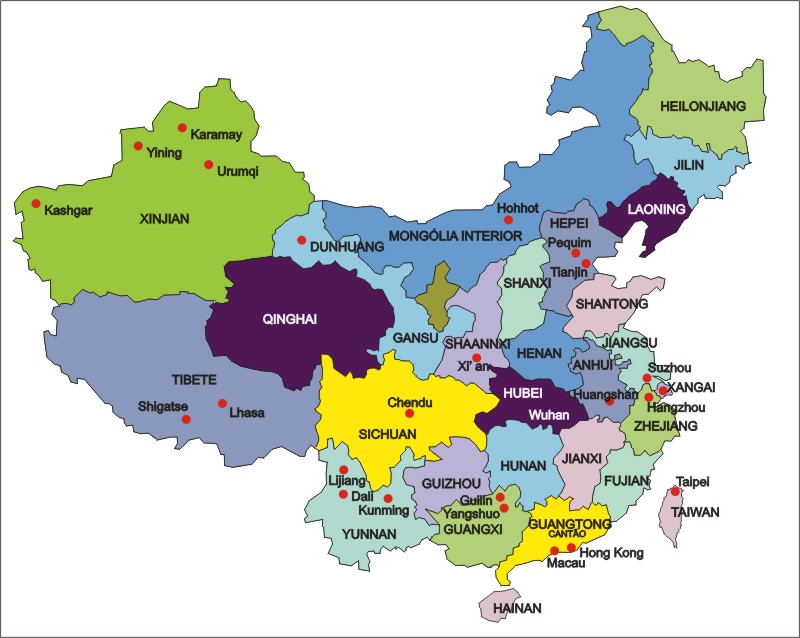 HEILONJIANG
Karamay
Yining
JILIN
Urumqi
Kashgar
Hohhot
LAONING
XINJIAN
HEPEI
MONGÓLIA INTERIOR
DUNHUANG
Pequim
Tianjin
SHANXI
SHANTONG
QINGHAI
GANSU
SHAANNXI
JIANGSU
HENAN
Xi' an
ANHUI
Suzhou
TIBETE
XANGAI
HUBEI
Huangshan
Chendu
Shigatse
Lhasa
Hangzhou
Wuhan
ZHEJIANG
SICHUAN
JIANXI
HUNAN
Lijiang
GUIZHOU
FUJIAN
Taipei
Dali
Guilin
Kunming
Yangshuo
TAIWAN
GUANGTONG
GUANGXI
CANTÃO
YUNNAN
Hong Kong
Macau
HAINAN